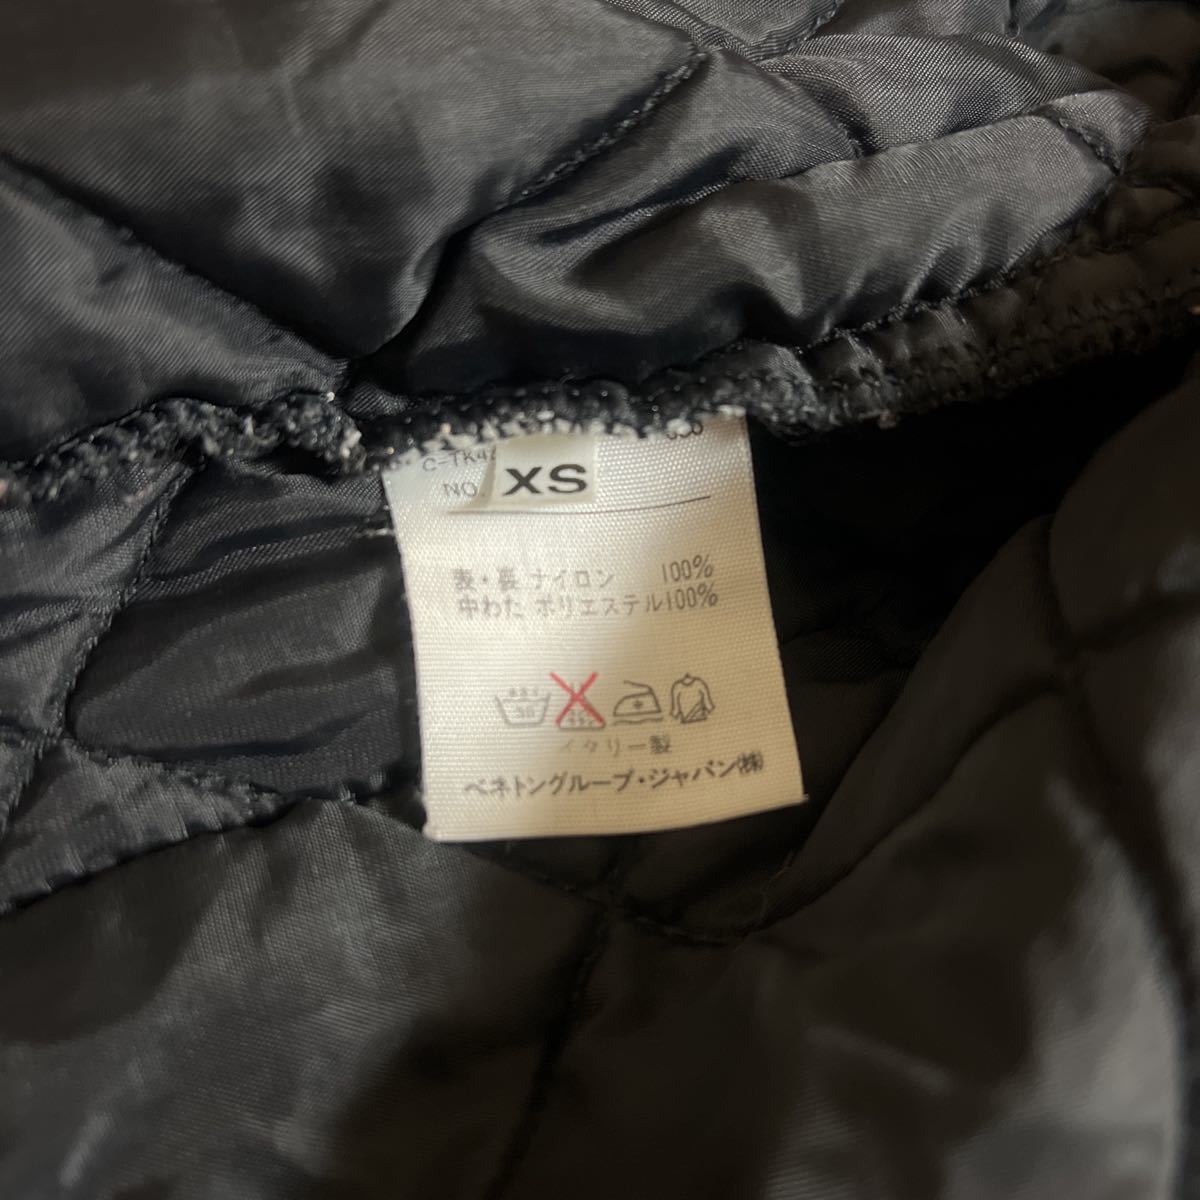 C-TK4
NO.
XS
表・裏 ナイロン 100%
中わた ポリエステル100%
イタリー製
ベネトングループ・ジャパン㈱